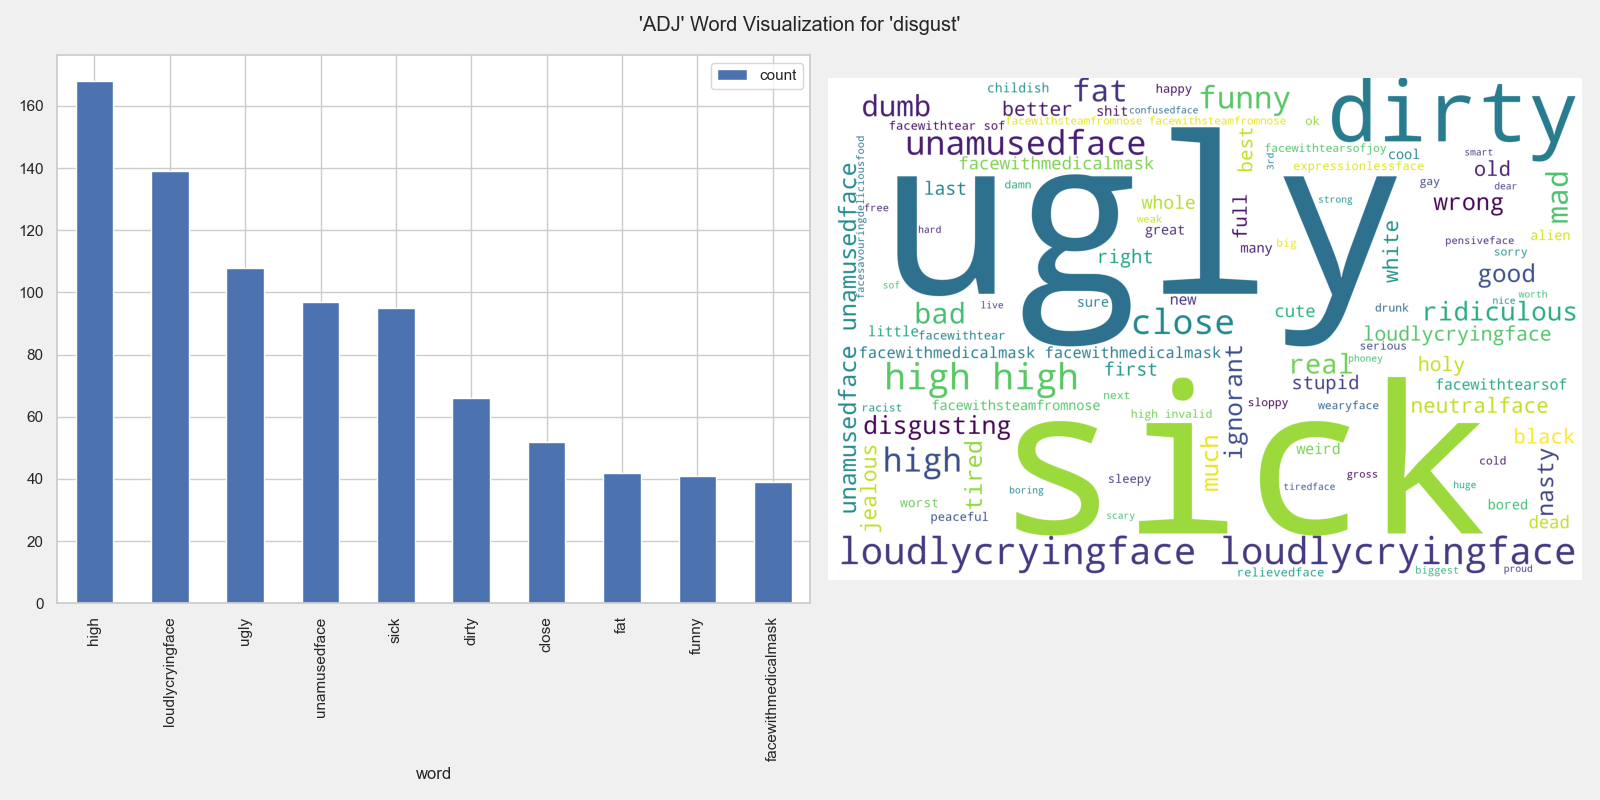 'ADJ' Word Visualization for 'disgust'
count
160
140
120
100
80
60
40
20
0
high
loudlycryingface
ugly
unamusedface
sick
dirty
close
fat
funny
facewithmedicalmask
word
childish
fat
happy
funny
dirty
dumb
better
shit
confusedface
facewithtear sof
facewithsteamfromnose facewithsteamfromnose
ok
unamusedface
best
facewithtearsofjoy
cool
smart
facewithmedicalmask
3rd
expressionlessface
old
facesavouringdeliciousfood
unamusedface unamusedface
last
damn
ugly
gay
dear
mad
free
whole
full
strong
wrong
weak
hard
great
many
big
white
pensiveface
alien
right
sorry
good
sof
live
sure
new
nice
worth
bad
close
cute
drunk
ridiculous
little
facewithtear
loudlycryingface
facewithmedicalmask facewithmedicalmask
ignorant
serious
phoney
high high
first
real
holy
stupid
facewithtearsof
next
racist
facewithsteamfromnose
high invalid
sloppy
wearyface
neutralface
disgusting
sick
black
jealous
high
tired
much
weird
cold
nasty
sleepy
gross
boring
tiredface
huge
worst
bored
peaceful
scary
dead
loudlycryingface loudlycryingface
relievedface
biggest
proud